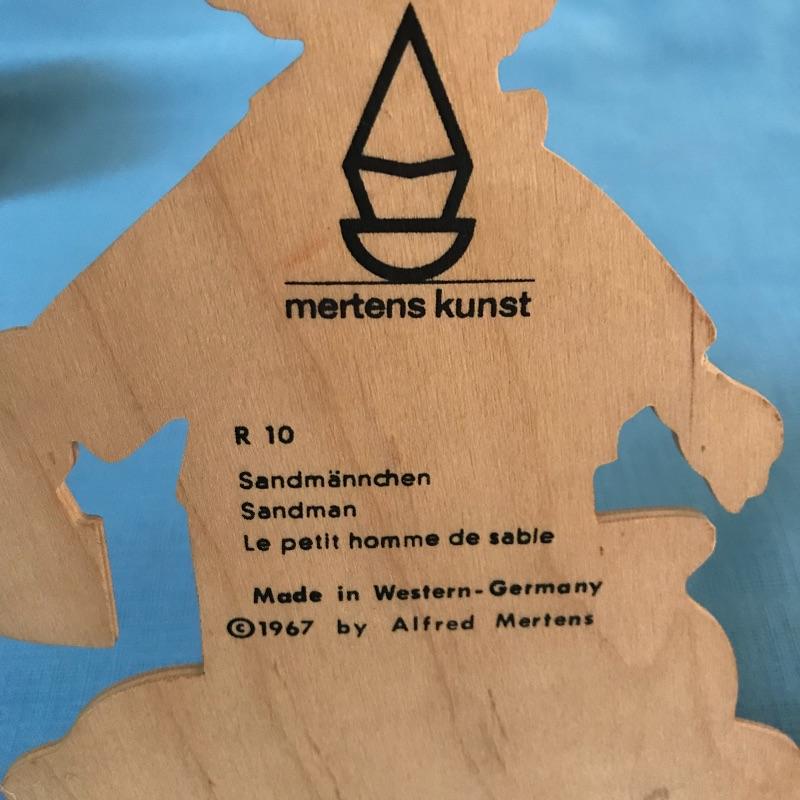 mertens kunst
R 10
Sandmännchen
Sandman
Le petit homme de sable
Made in Western-Germany
©1967 by Alfred Mertens